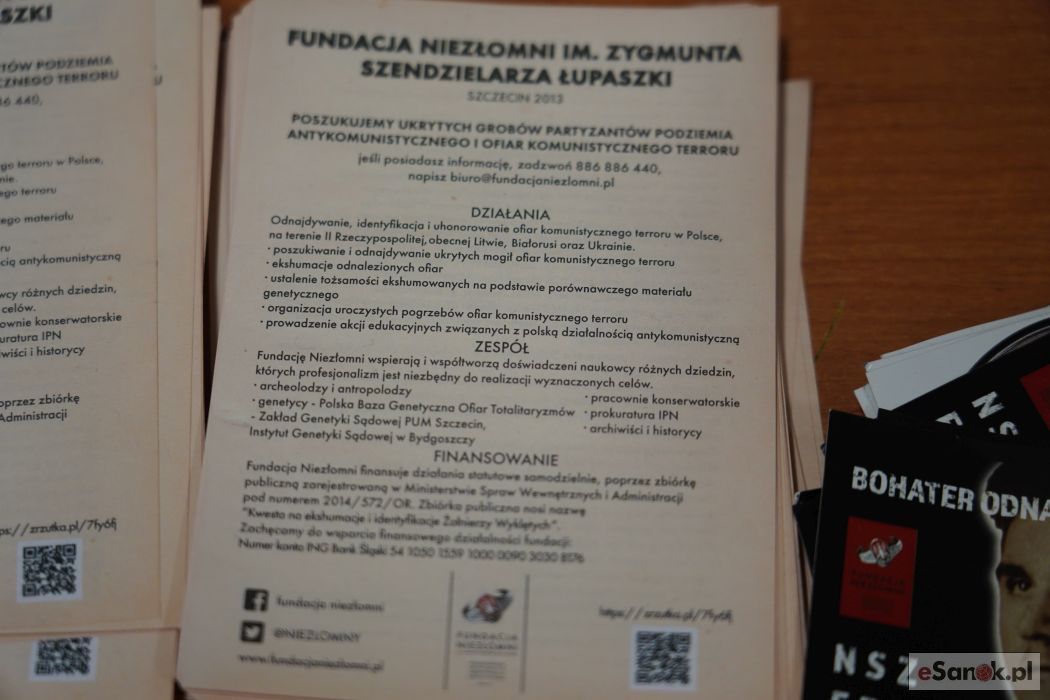 FUNDACJA NIEZŁOMNI IM. ZYGMUNTA
SZENDZIELARZA ŁUPASZKI
SZCZECIN 2013
POSZUKUJEMY UKRYTYCH GROBÓW PARTYZANTÓW PODZIEMIA
ANTYKOMUNISTYCZNEGO I OFIAR KOMUNISTYCZNEGO TERRORU
jeśli posiadasz informację, zadzwoń 886 886 440,
napisz biuro@fundacjaniezlomni.pl
DZIAŁANIA
Odnajdywanie, identyfikacja i uhonorowanie ofiar komunistycznego terroru w Polsce,
na terenie II Rzeczypospolitej, obecnej Litwie, Białorusi oraz Ukrainie.
· poszukiwanie i odnajdywanie ukrytych mogił ofiar komunistycznego terroru
· ekshumacje odnalezionych ofiar
· ustalenie tożsamości ekshumowanych na podstawie porównawczego materiału
genetycznego
· organizacja uroczystych pogrzebów ofiar komunistycznego terroru
· prowadzenie akcji edukacyjnych związanych z polską działalnością antykomunistyczną
ZESPÓŁ
Fundację Niezłomni wspierają i współtworzą doświadczeni naukowcy różnych dziedzin,
których profesjonalizm jest niezbędny do realizacji wyznaczonych celów.
· archeolodzy i antropolodzy
· genetycy - Polska Baza Genetyczna Ofiar Totalitaryzmów
- Zakład Genetyki Sądowej PUM Szczecin,
Instytut Genetyki Sądowej w Bydgoszczy
· pracownie konserwatorskie
· prokuratura IPN
· archiwiści i historycy
FINANSOWANIE
Fundacja Niezłomni finansuje działania statutowe samodzielnie, poprzez zbiórkę
publiczną zarejestrowaną w Ministerstwie Spraw Wewnętrznych i Administracji
pod numerem 2014/572/OR. Zbiórka publiczna nosi nazwę
"Kwesta na ekshumacje i identyfikacje Żołnierzy Wyklętych".
Zachęcamy do wsparcia finansowego działalności fundacji:
Numer konta ING Bank Śląski 54 1050 1559 1000 0090 3030 8176
fundacja niezłomni
@NIEZLOMNY
www.fundacjaniezlomni.pl
FUNDACJA
NIEZŁOMNI
https://zrzutka.pl/7fy6fj
BOHATER ODNA
NSZ
eSanok.pl